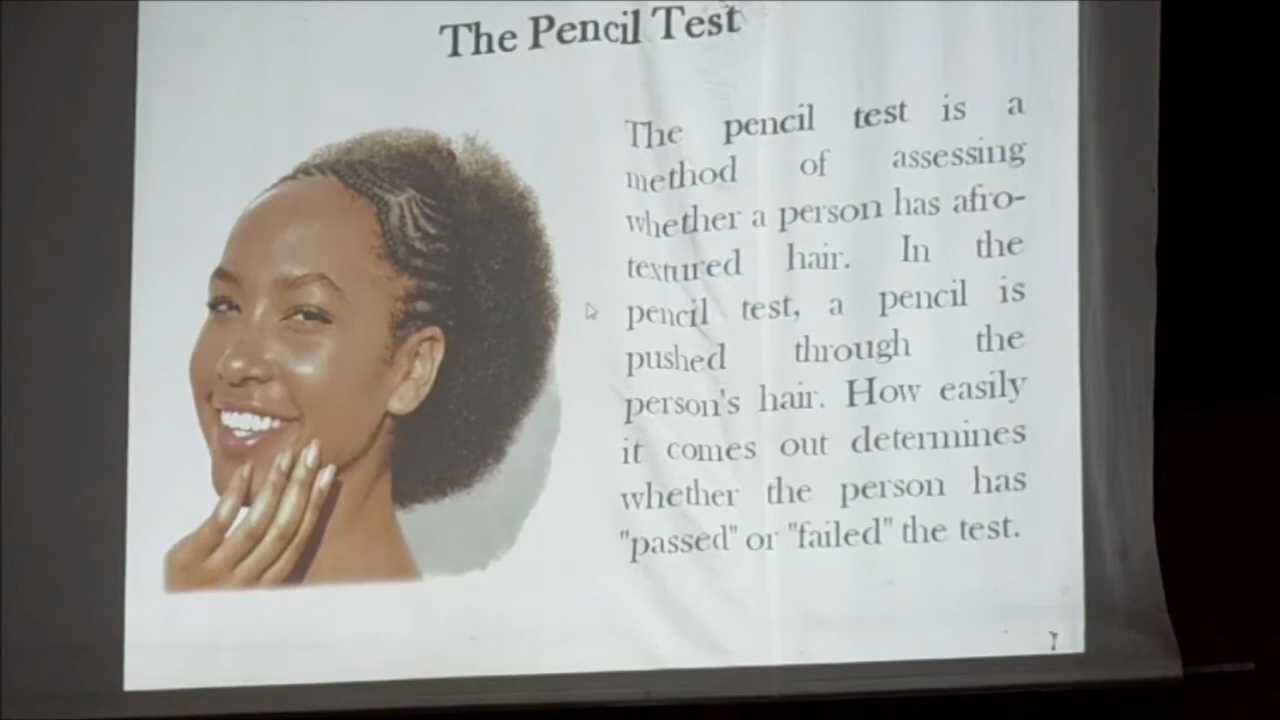 The Pencil Test
The pencil test is a
method of assessing
whether a person has afro-
textured hair. In the
pencil test, a pencil is
pushed through the
person's hair. How easily
it comes out determines
whether the person has
"passed" or "failed" the test.
7